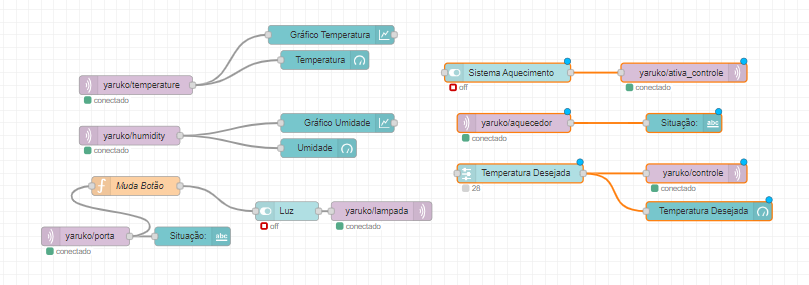 Gráfico Temperatura
Temperatura
yaruko/temperature
conectado
Gráfico Umidade
yaruko/humidity
conectado
Umidade
Muda Botão
Luz
off
yaruko/lampada
conectado
yaruko/porta
conectado
Situação:
abc
Sistema Aquecimento
off
yaruko/ativa_controle
conectado
yaruko/aquecedor
conectado
Situação:
abc
Temperatura Desejada
28
yaruko/controle
conectado
Temperatura Desejada